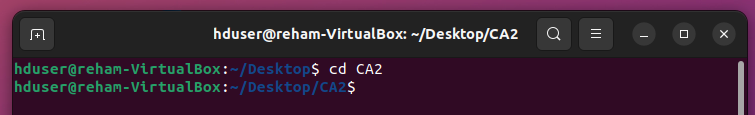 hduser@reham-VirtualBox: ~/Desktop/CA2
hduser@reham-VirtualBox:~/Desktop$ cd CA2
hduser@reham-VirtualBox:~/Desktop/CA2$